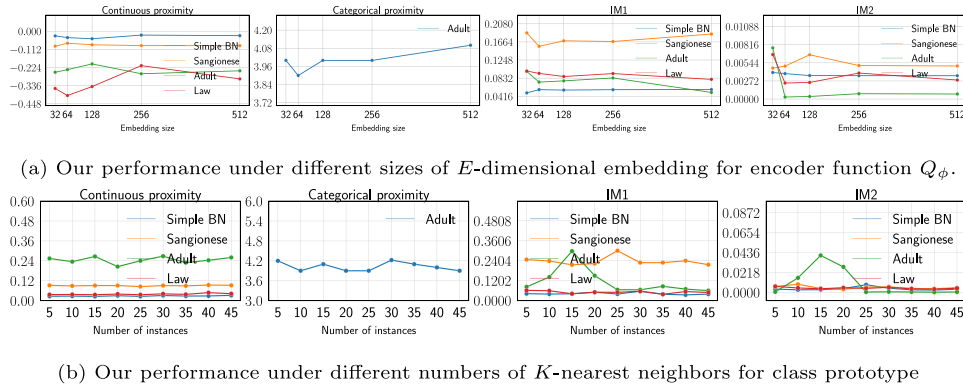 (a)
Continuous proximity
0.000
−0.112
−0.224
−0.336
−0.448
32 64 128 256 512
Embedding size
Simple BN
Sangionese
Adult
Law
Categorical proximity
4.20
4.08
3.96
3.84
3.72
32 64 128 256 512
Embedding size
Adult
IM1
0.2080
0.1664
0.1248
0.0832
0.0416
32 64 128 256 512
Embedding size
Simple BN
Sangionese
Adult
Law
IM2
0.01088
0.00816
0.00544
0.00272
0.00000
32 64 128 256 512
Embedding size
Simple BN
Sangionese
Adult
Law
(a) Our performance under different sizes of E-dimensional embedding for encoder function Qϕ.
Continuous proximity
0.60
0.48
0.36
0.24
0.12
0.00
5 10 15 20 25 30 35 40 45
Number of instances
Simple BN
Sangionese
Adult
Law
Categorical proximity
6.0
5.4
4.8
4.2
3.6
3.0
5 10 15 20 25 30 35 40 45
Number of instances
Adult
IM1
0.4808
0.3606
0.2404
0.1202
0.0000
5 10 15 20 25 30 35 40 45
Number of instances
Simple BN
Sangionese
Adult
Law
IM2
0.0872
0.0654
0.0436
0.0218
0.0000
5 10 15 20 25 30 35 40 45
Number of instances
Simple BN
Sangionese
Adult
Law
(b) Our performance under different numbers of K-nearest neighbors for class prototype